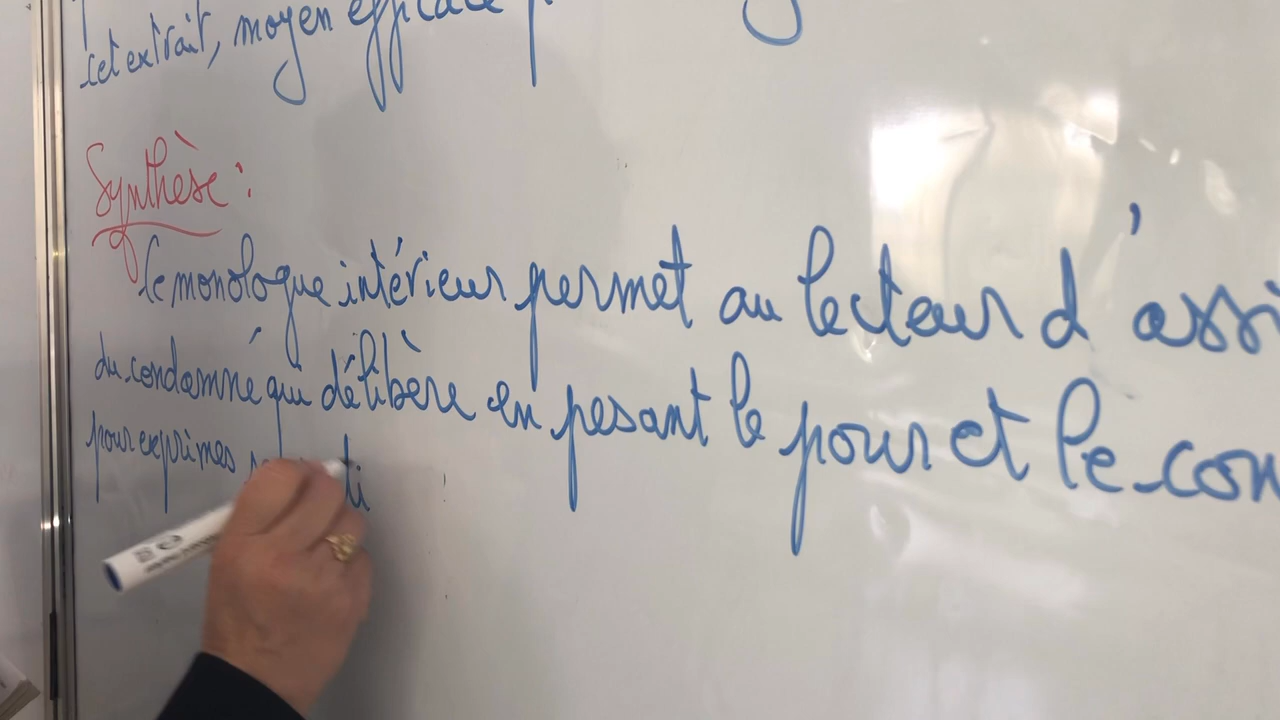 cet extrait, moyen efficace
Synthèse :
le monologue intérieur permet au lecteur d'assi
du condamné qui délibère en pesant le pour et le con
pour exprimes